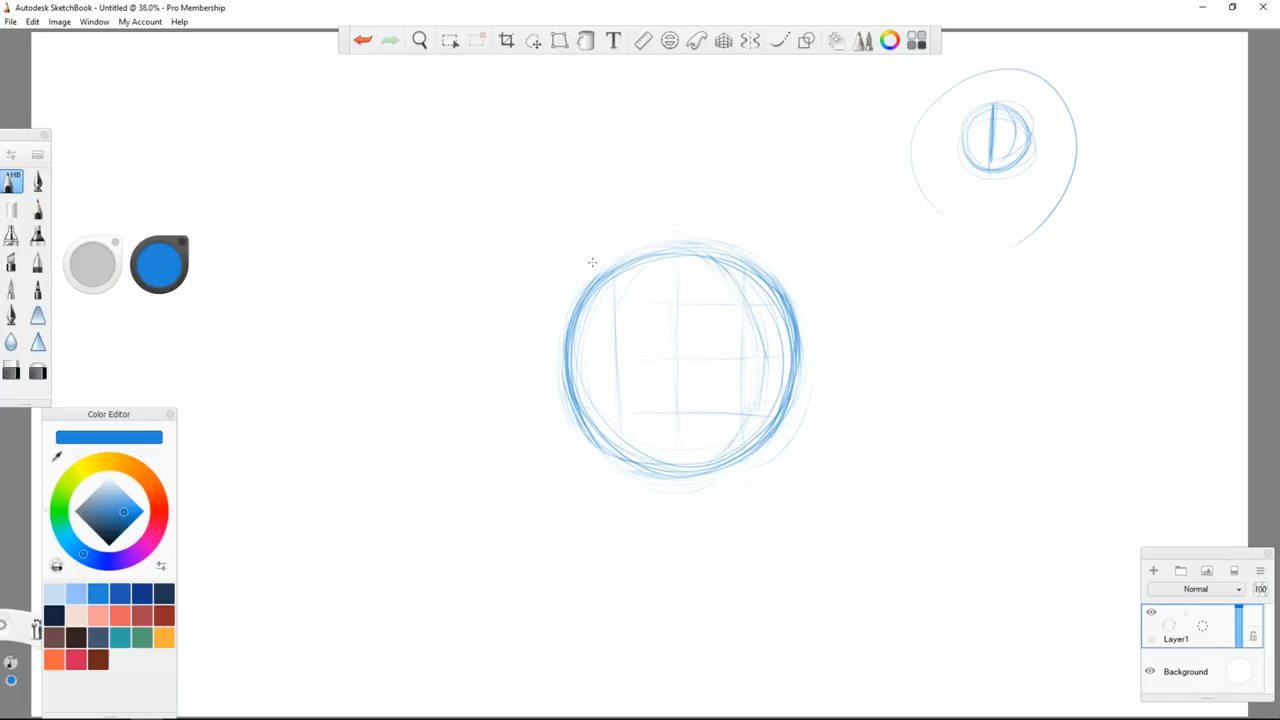 Autodesk SketchBook - Untitled @ 38.0% - Pro Membership
File Edit Image Window My Account Help
T
HB
Color Editor
Normal 100
Layer1
Background